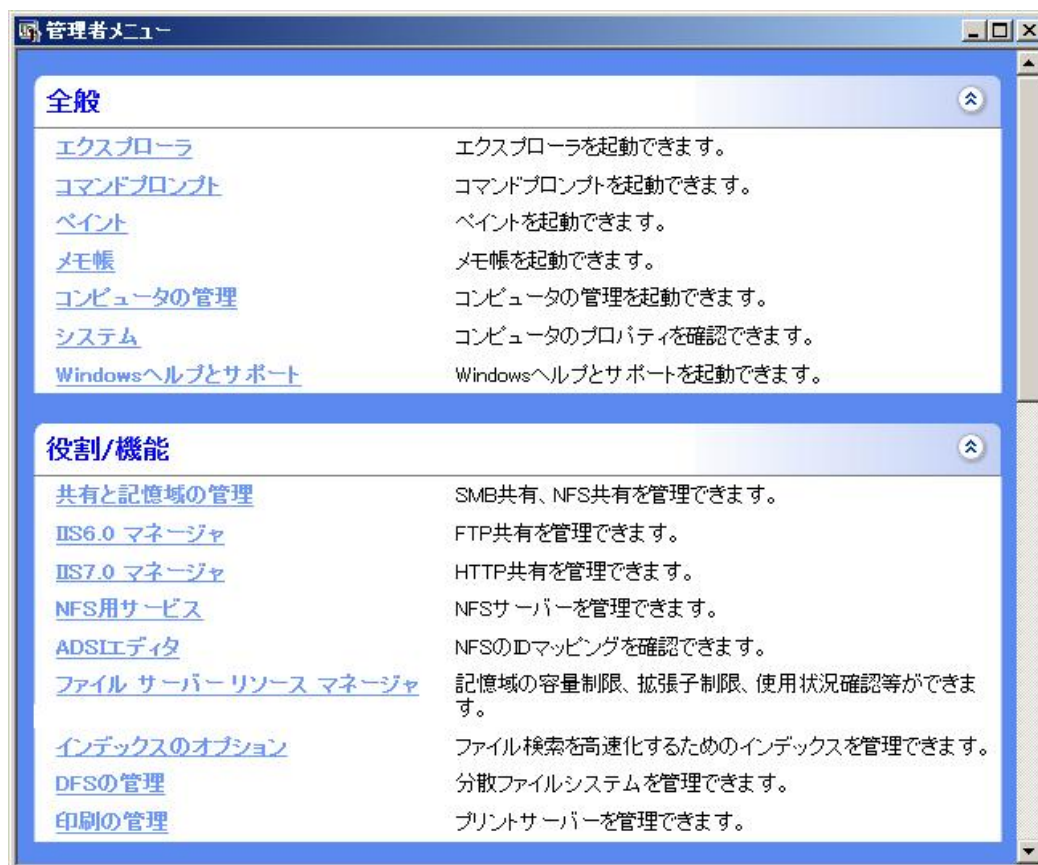 管理者メニュー
全般
エクスプローラ エクスプローラを起動できます。
コマンドプロンプト コマンドプロンプトを起動できます。
ペイント ペイントを起動できます。
メモ帳 メモ帳を起動できます。
コンピュータの管理 コンピュータの管理を起動できます。
システム コンピュータのプロパティを確認できます。
Windowsヘルプとサポート Windowsヘルプとサポートを起動できます。
役割/機能
共有と記憶域の管理 SMB共有、NFS共有を管理できます。
IIS6.0 マネージャ FTP共有を管理できます。
IIS7.0 マネージャ HTTP共有を管理できます。
NFS用サービス NFSサーバーを管理できます。
ADSIエディタ NFSのIDマッピングを確認できます。
ファイル サーバー リソース マネージャ 記憶域の容量制限、拡張子制限、使用状況確認等ができま
す。
インデックスのオプション ファイル検索を高速化するためのインデックスを管理できます。
DFSの管理 分散ファイルシステムを管理できます。
印刷の管理 プリントサーバーを管理できます。